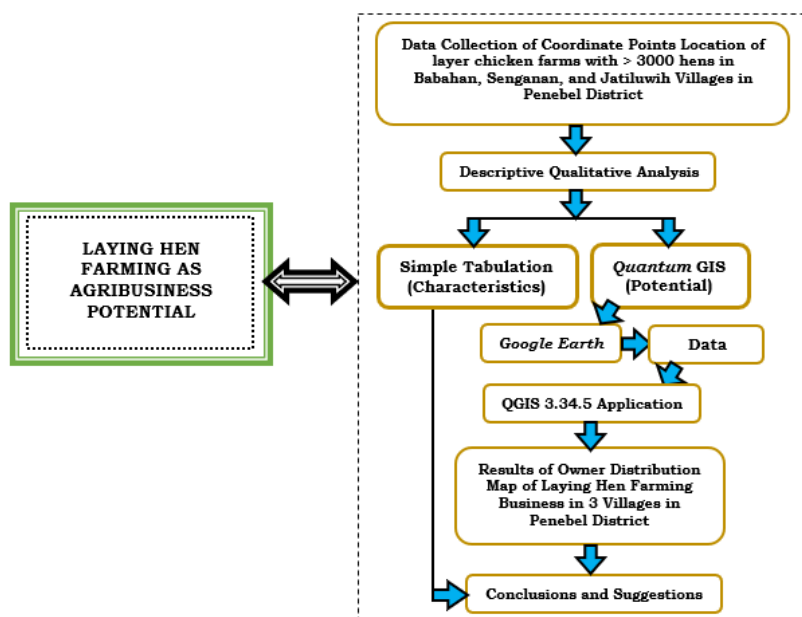 Data Collection of Coordinate Points Location of
layer chicken farms with > 3000 hens in
Babahan, Senganan, and Jatiluwih Villages in
Penebel District
Descriptive Qualitative Analysis
LAYING HEN
FARMING AS
AGRIBUSINESS
POTENTIAL
Simple Tabulation
(Characteristics)
Quantum GIS
(Potential)
Google Earth
Data
QGIS 3.34.5 Application
Results of Owner Distribution
Map of Laying Hen Farming
Business in 3 Villages in
Penebel District
Conclusions and Suggestions